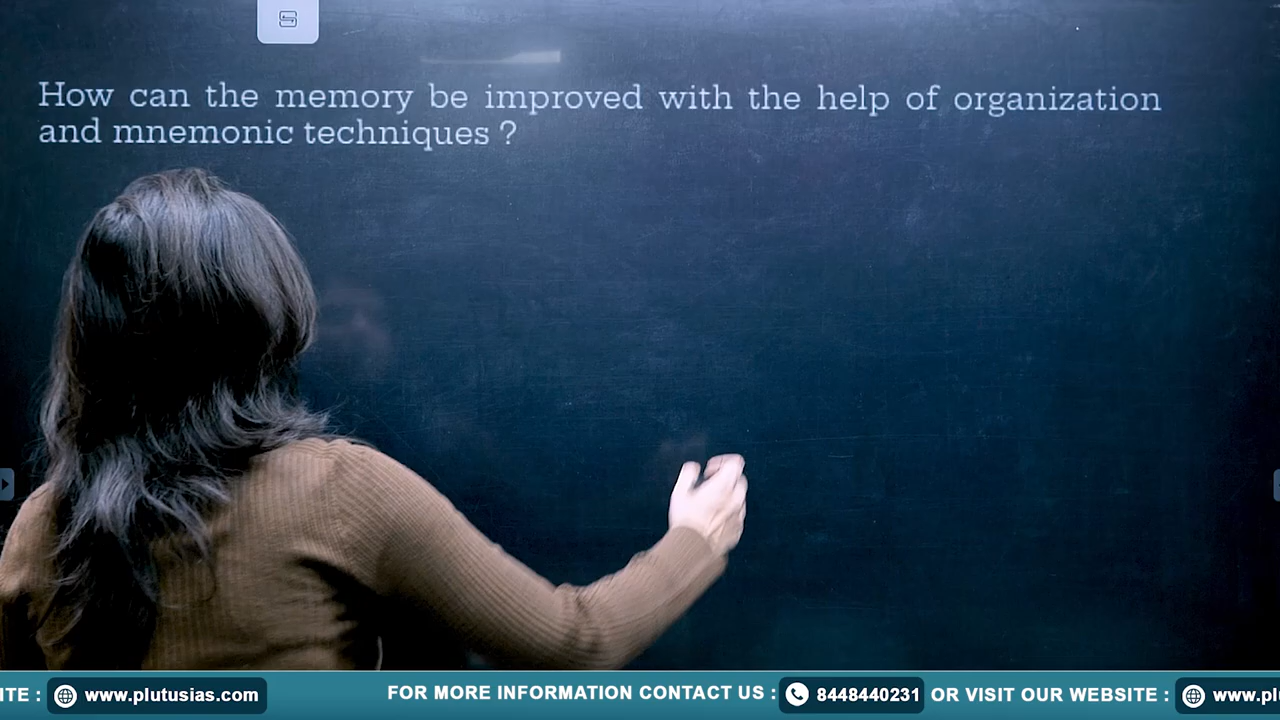 How can the memory be improved with the help of organization
and mnemonic techniques ?
ITE : www.plutusias.com FOR MORE INFORMATION CONTACT US : 8448440231 OR VISIT OUR WEBSITE : www.pl